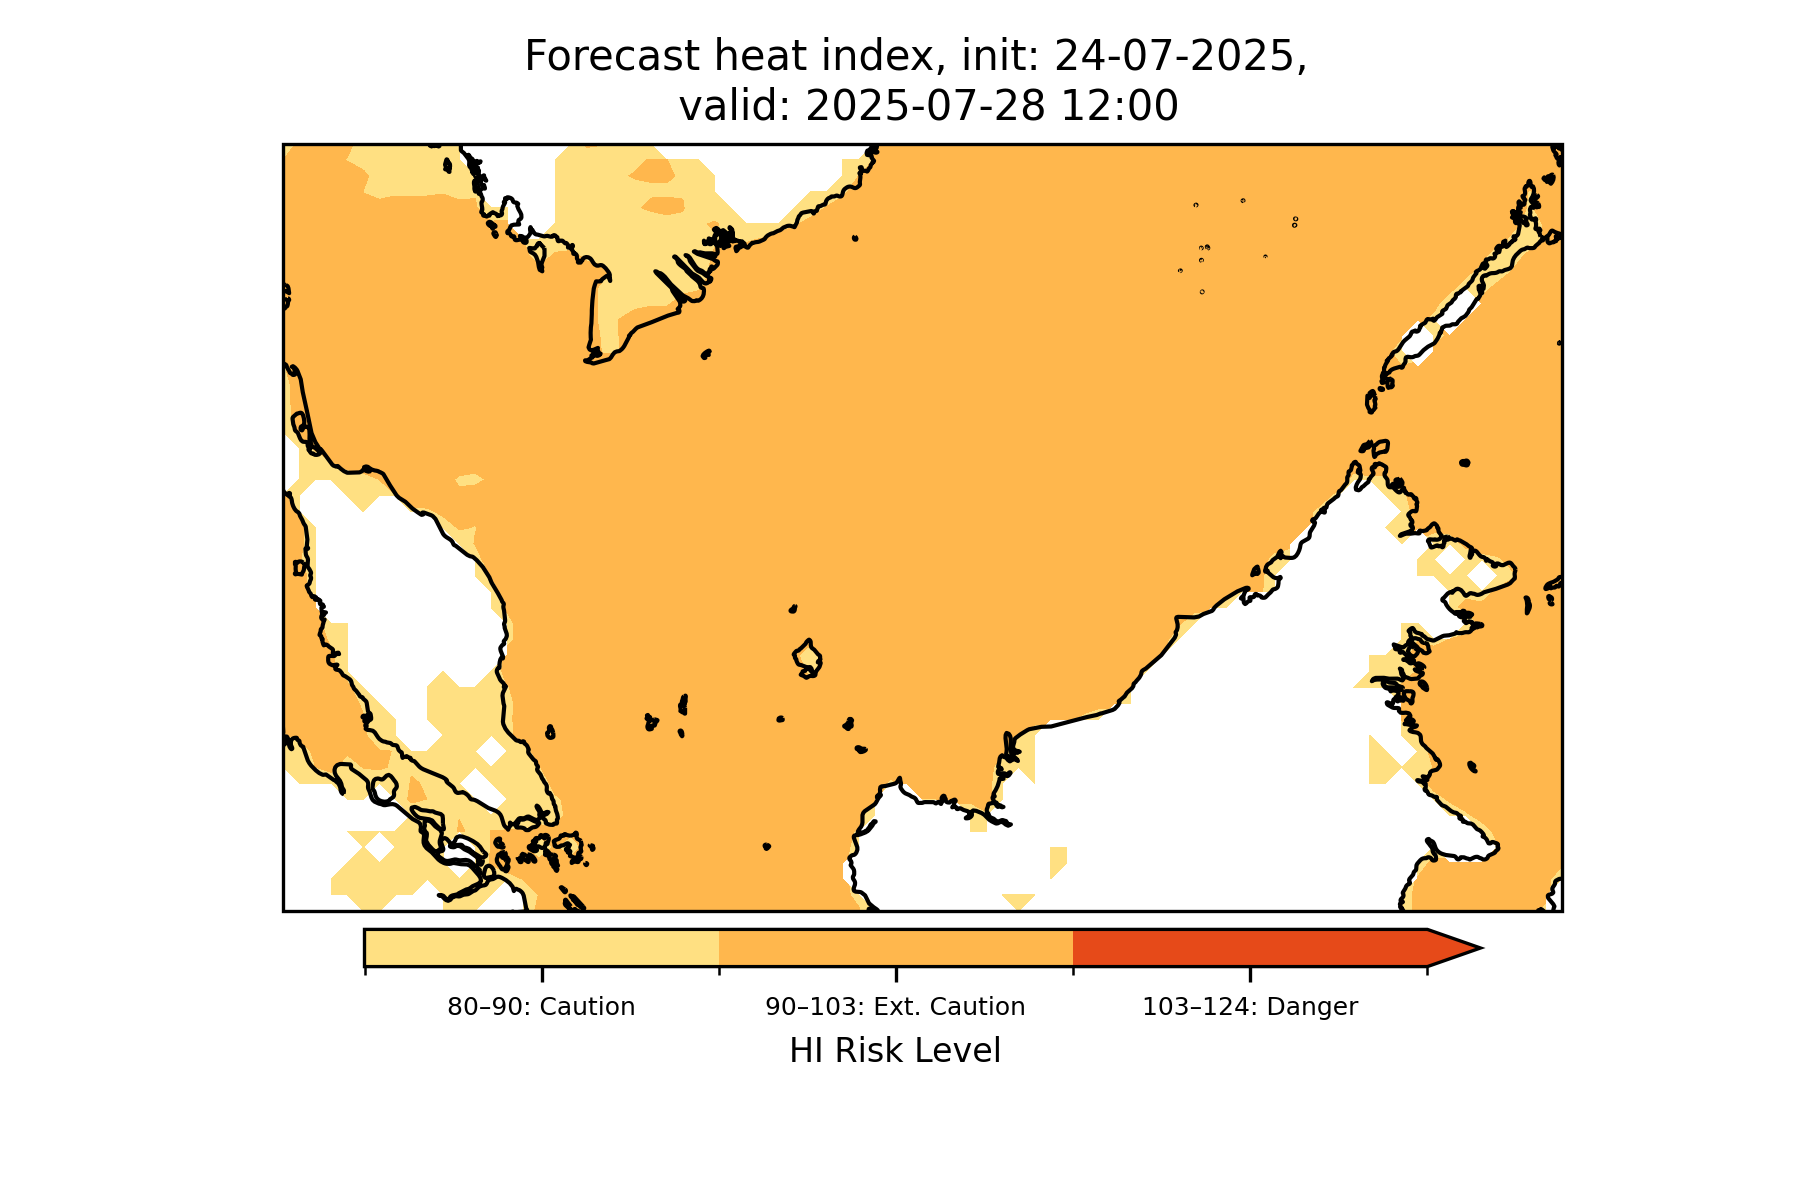 Forecast heat index, init: 24-07-2025,
valid: 2025-07-28 12:00
80–90: Caution
90–103: Ext. Caution
103–124: Danger
HI Risk Level